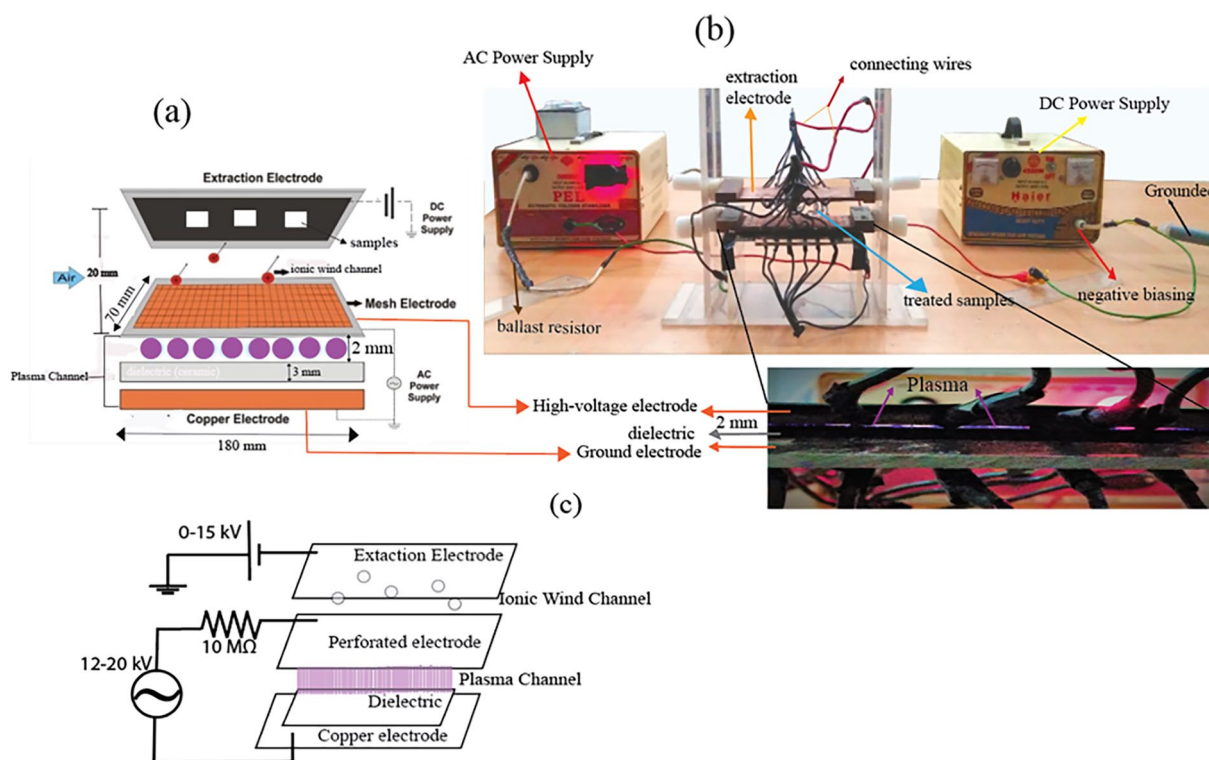 (a)
Extraction Electrode
DC
Power
Supply
samples
Air
20 mm
ionic wind channel
70 mm
Mesh Electrode
2 mm
dielectric (ceramic)
3 mm
Plasma Channel
AC
Power
Supply
Copper Electrode
180 mm
(b)
AC Power Supply
extraction
electrode
connecting wires
DC Power Supply
Grounded
PEL
Haier
ballast resistor
treated samples
negative biasing
Plasma
High-voltage electrode
2 mm
dielectric
Ground electrode
(c)
0-15 kV
Extaction Electrode
Ionic Wind Channel
10 MΩ
Perforated electrode
12-20 kV
Plasma Channel
Dielectric
Copper electrode